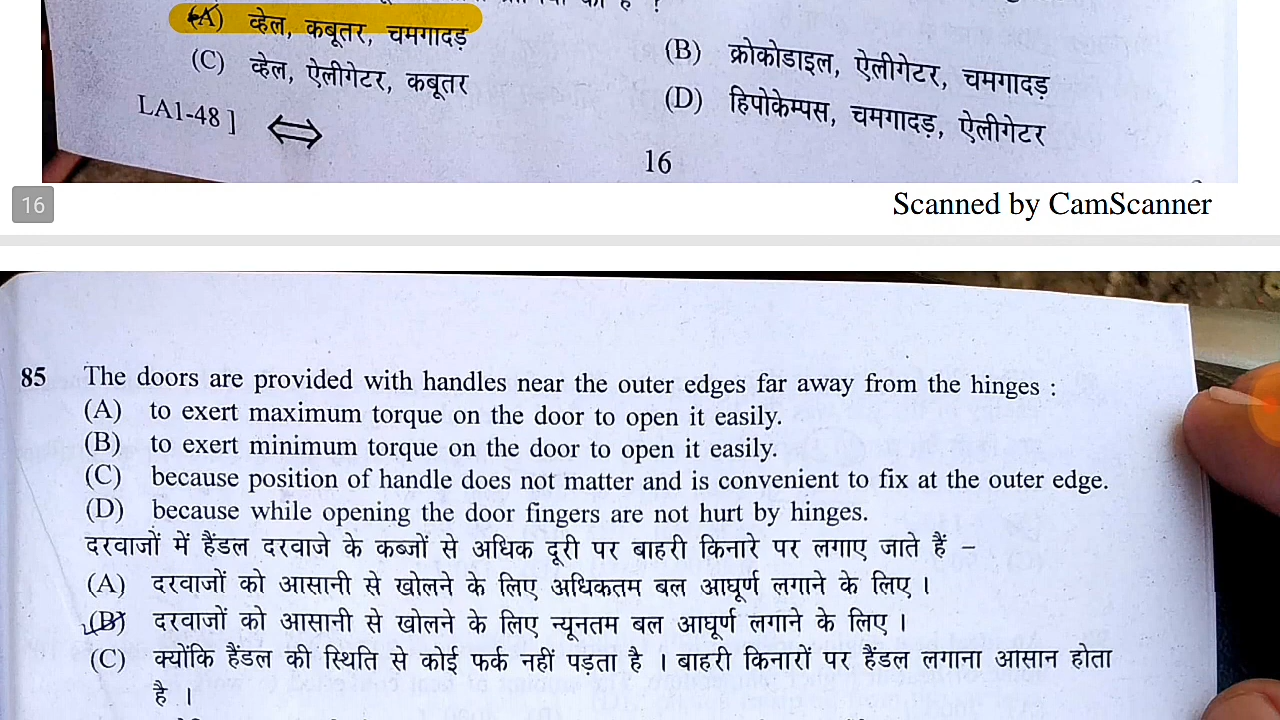 (A) व्हेल, कबूतर, चमगादड़
(B) क्रोकोडाइल, ऐलीगेटर, चमगादड़
(C) व्हेल, ऐलीगेटर, कबूतर
(D) हिपोकेम्पस, चमगादड़, ऐलीगेटर
LA1-48 ]
16
16
Scanned by CamScanner
85 The doors are provided with handles near the outer edges far away from the hinges :
(A) to exert maximum torque on the door to open it easily.
(B) to exert minimum torque on the door to open it easily.
(C) because position of handle does not matter and is convenient to fix at the outer edge.
(D) because while opening the door fingers are not hurt by hinges.
दरवाजों में हैंडल दरवाजे के कब्जों से अधिक दूरी पर बाहरी किनारे पर लगाए जाते हैं –
(A) दरवाजों को आसानी से खोलने के लिए अधिकतम बल आघूर्ण लगाने के लिए ।
(B) दरवाजों को आसानी से खोलने के लिए न्यूनतम बल आघूर्ण लगाने के लिए ।
(C) क्योंकि हैंडल की स्थिति से कोई फर्क नहीं पड़ता है । बाहरी किनारों पर हैंडल लगाना आसान होता
है ।